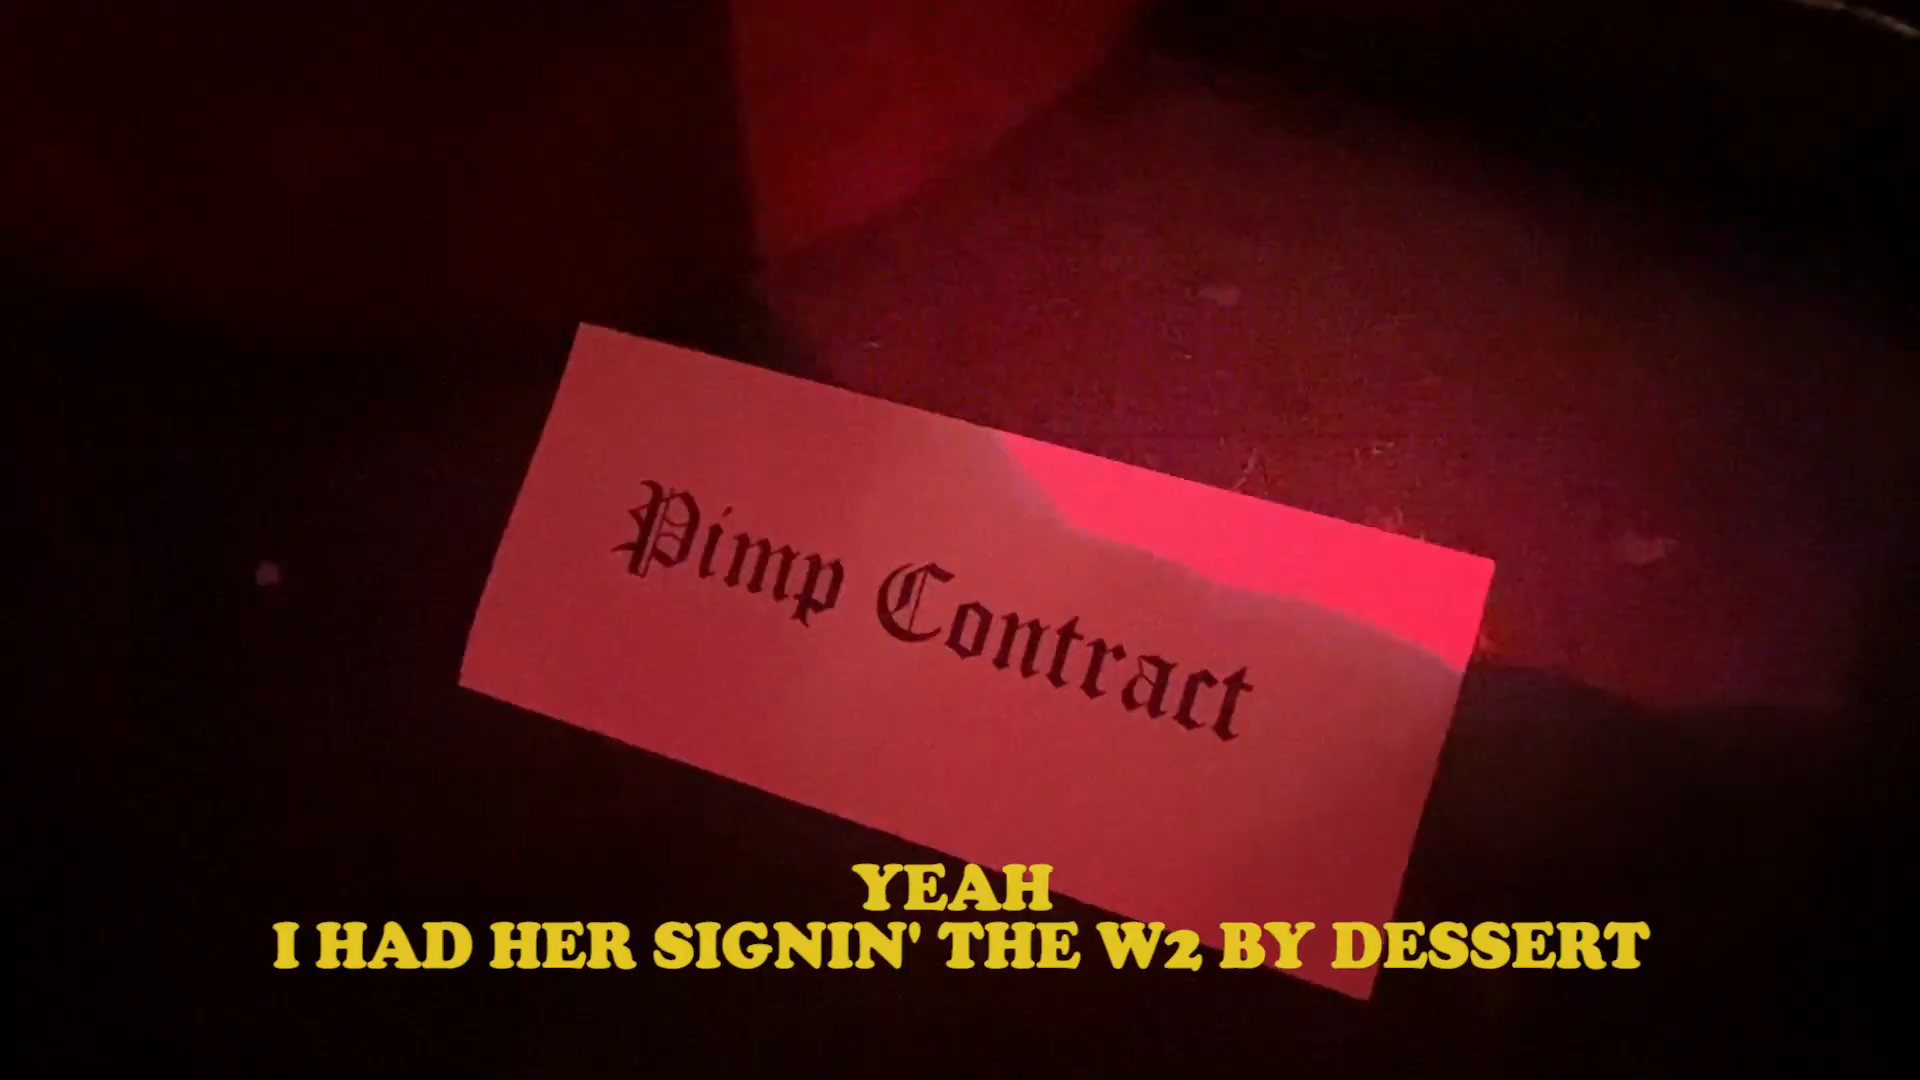 Pimp Contract
YEAH
I HAD HER SIGNIN' THE W2 BY DESSERT